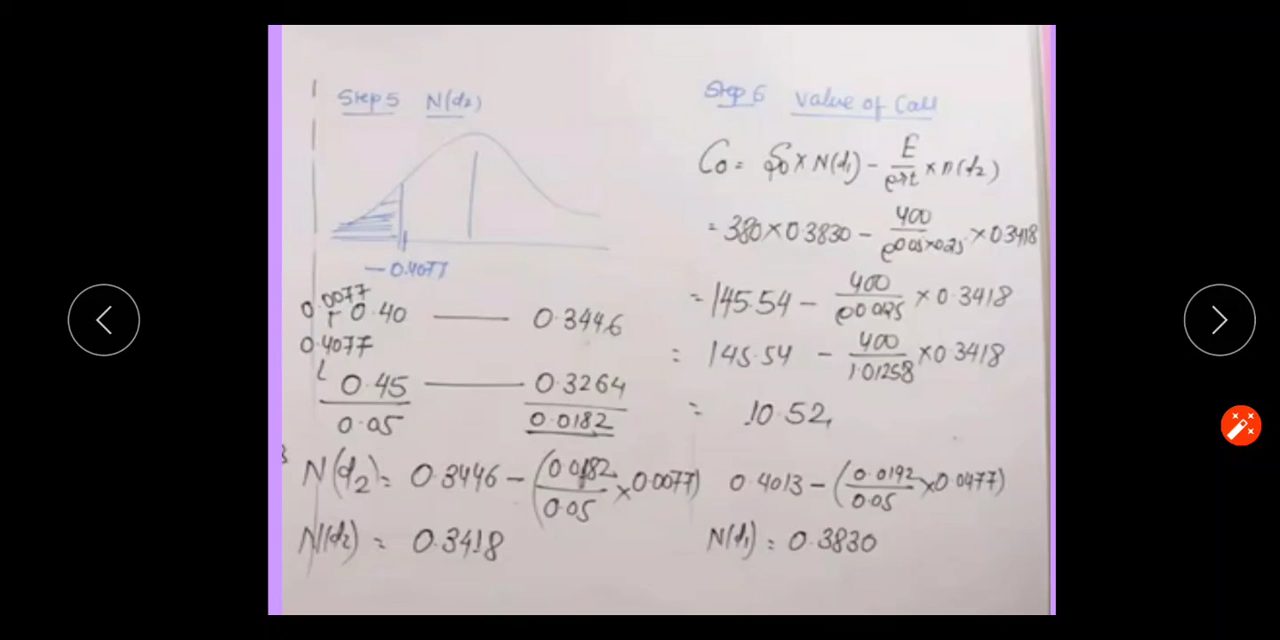 Step 5 N(d2)
- 0.4077
0.0077
0.40 — 0.3446
0.4077
0.45 — 0.3264
0.05 0.0182
N(d2) = 0.3446 - (0.0182/0.05 × 0.0077)
N(d2) = 0.3418
Step 6 Value of Call
C0 = S0 × N(d1) - E/e^rt × n(d2)
= 380 × 0.3830 - 400/e^0.05×0.25 × 0.3418
= 145.54 - 400/e^0.0125 × 0.3418
= 145.54 - 400/1.01258 × 0.3418
= 10.52,
0.4013 - (0.0192/0.05 × 0.0477)
N(d1) = 0.3830